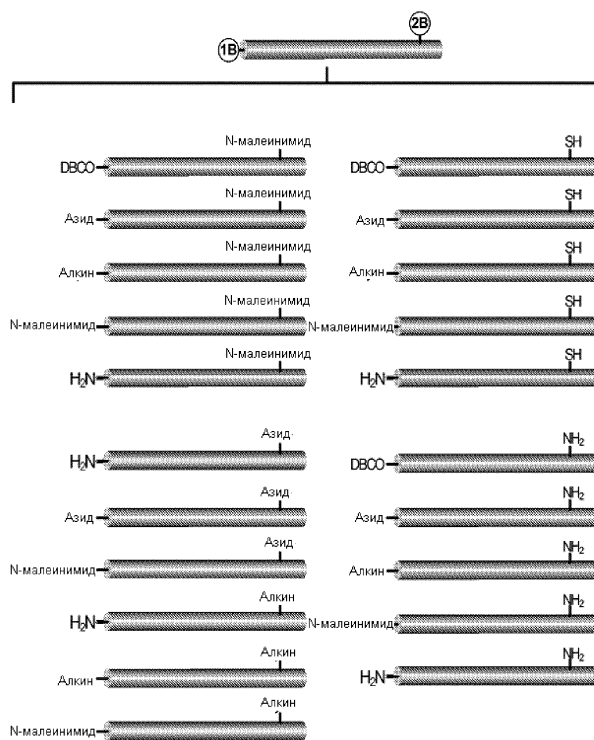 2B
1B
N-малеинимид
DBCO
N-малеинимид
Азид
N-малеинимид
Алкин
N-малеинимид
N-малеинимид
N-малеинимид
H₂N
SH
DBCO
SH
Азид
SH
Алкин
SH
N-малеинимид
SH
H₂N
Азид
H₂N
Азид
Азид
Азид
N-малеинимид
Алкин
H₂N
Алкин
Алкин
Алкин
N-малеинимид
NH₂
DBCO
NH₂
Азид
NH₂
Алкин
NH₂
N-малеинимид
NH₂
H₂N